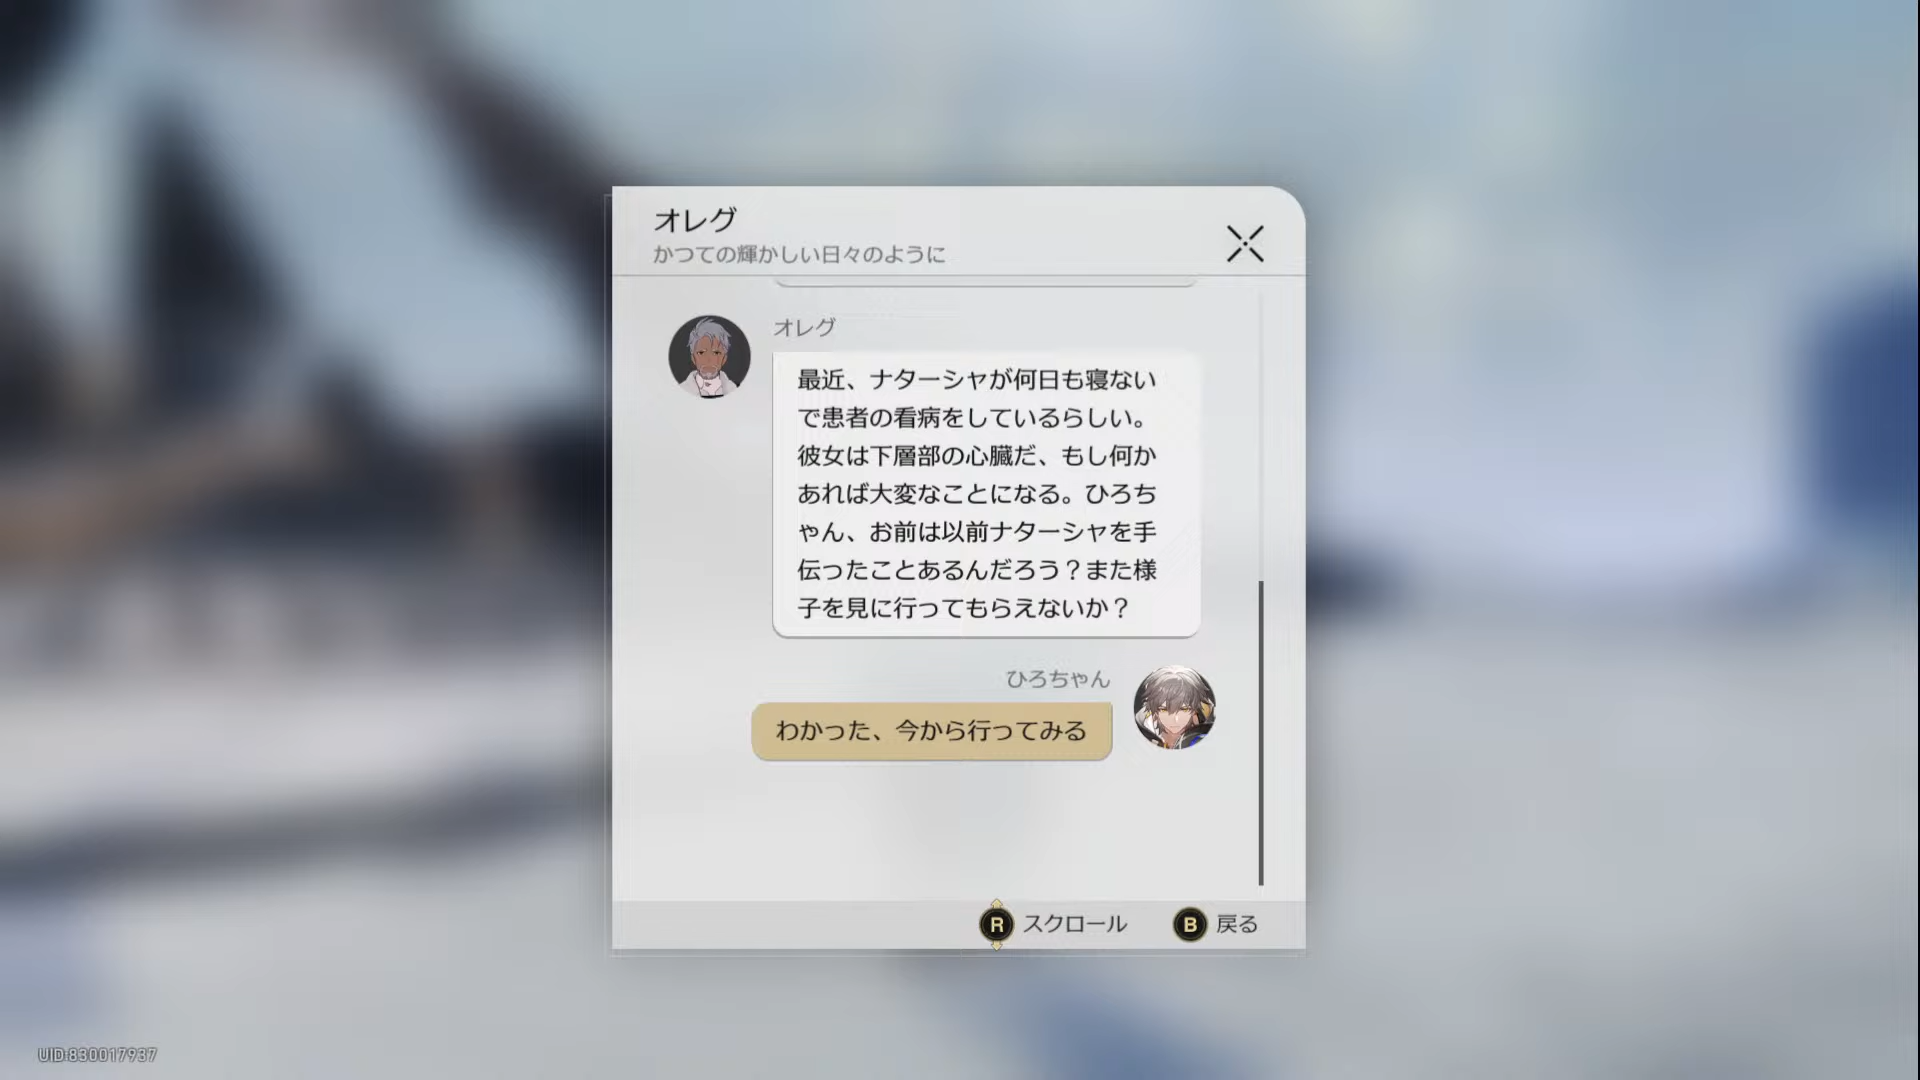 オレグ
かつての輝かしい日々のように
オレグ
最近、ナターシャが何日も寝ない
で患者の看病をしているらしい。
彼女は下層部の心臓だ、もし何か
あれば大変なことになる。ひろち
ゃん、お前は以前ナターシャを手
伝ったことあるんだろう？また様
子を見に行ってもらえないか？
ひろちゃん
わかった、今から行ってみる
R スクロール B 戻る
UID:830017937